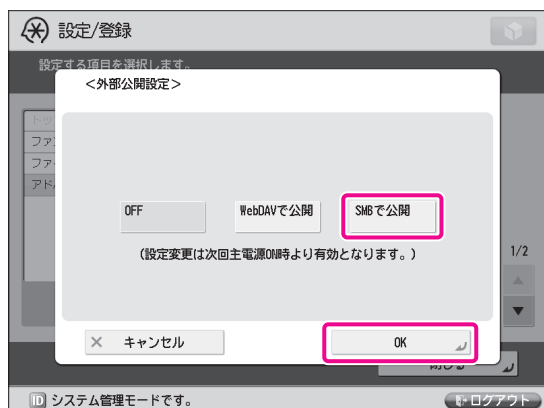 設定/登録
設定する項目を選択します。
<外部公開設定>
トッ
ファ
ファ
アド
OFF
WebDAVで公開
SMBで公開
(設定変更は次回主電源ON時より有効となります。)
1/2
キャンセル
OK
閉じる
ID システム管理モードです。
ログアウト